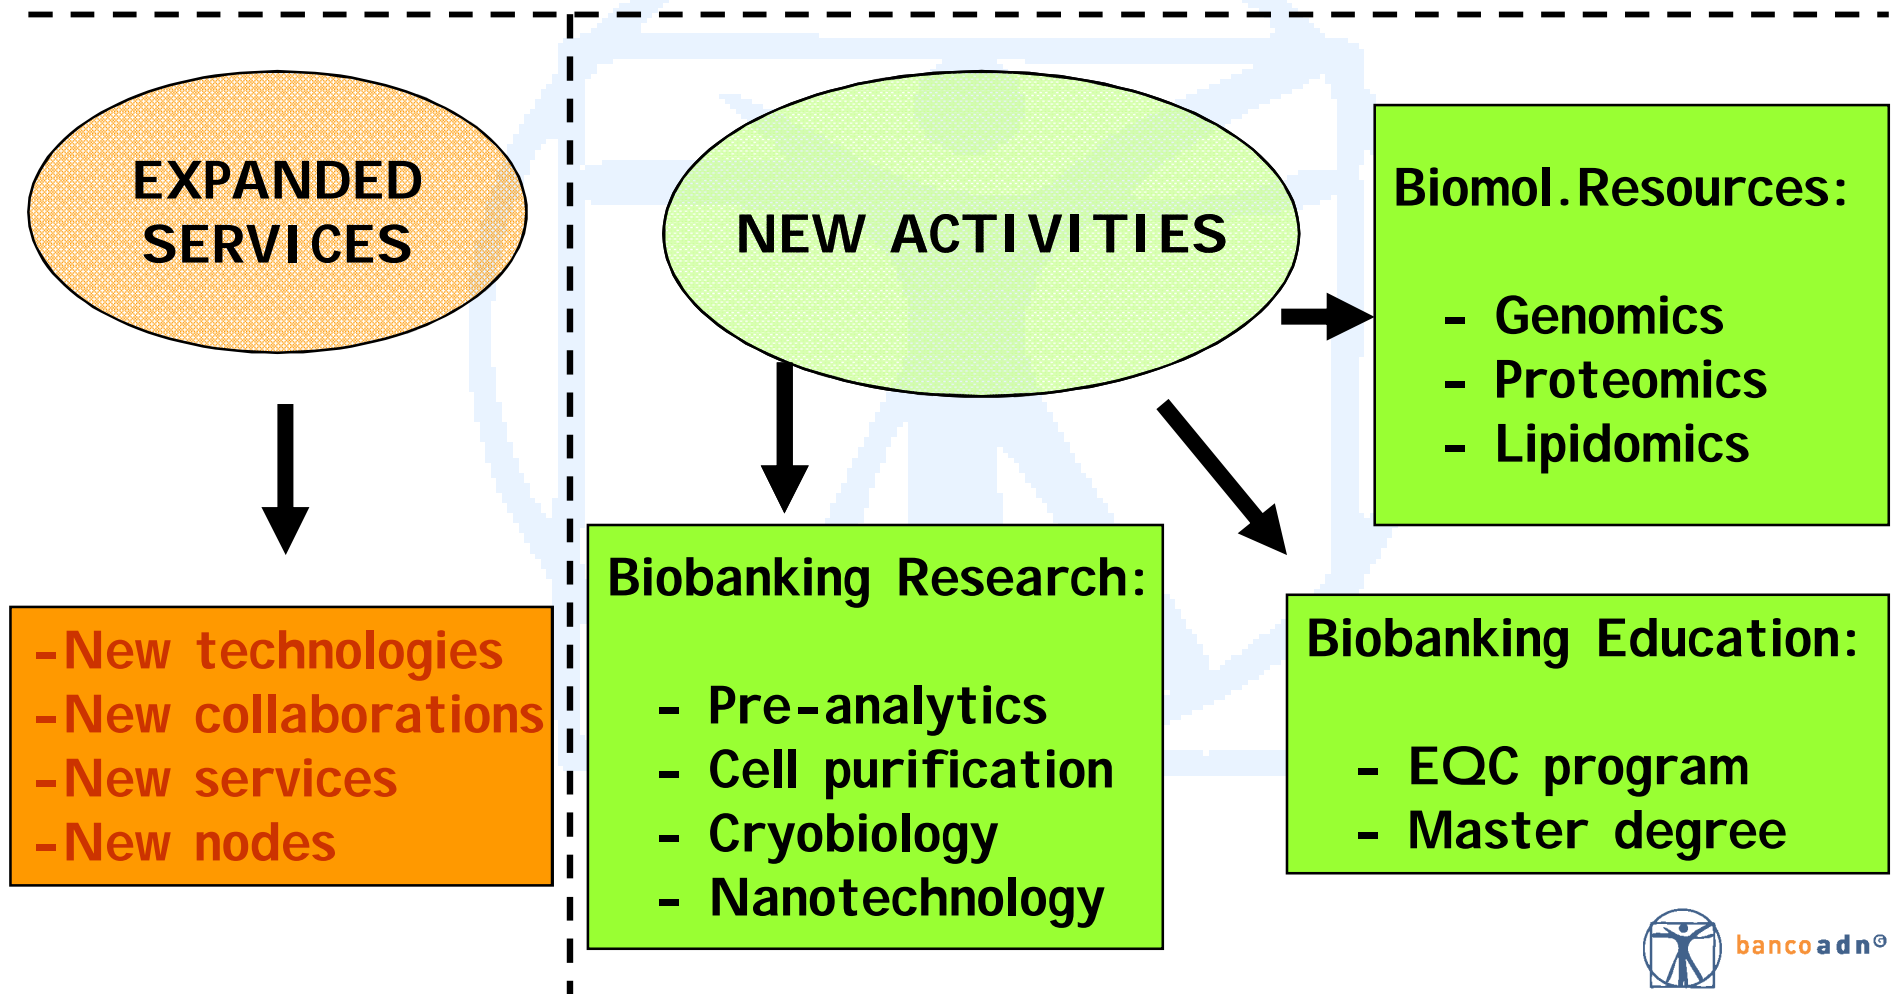 EXPANDED
SERVICES
-New technologies
-New collaborations
-New services
-New nodes
NEW ACTIVITIES
Biobanking Research:
- Pre-analytics
- Cell purification
- Cryobiology
- Nanotechnology
Biomol.Resources:
- Genomics
- Proteomics
- Lipidomics
Biobanking Education:
- EQC program
- Master degree
bancoadn©